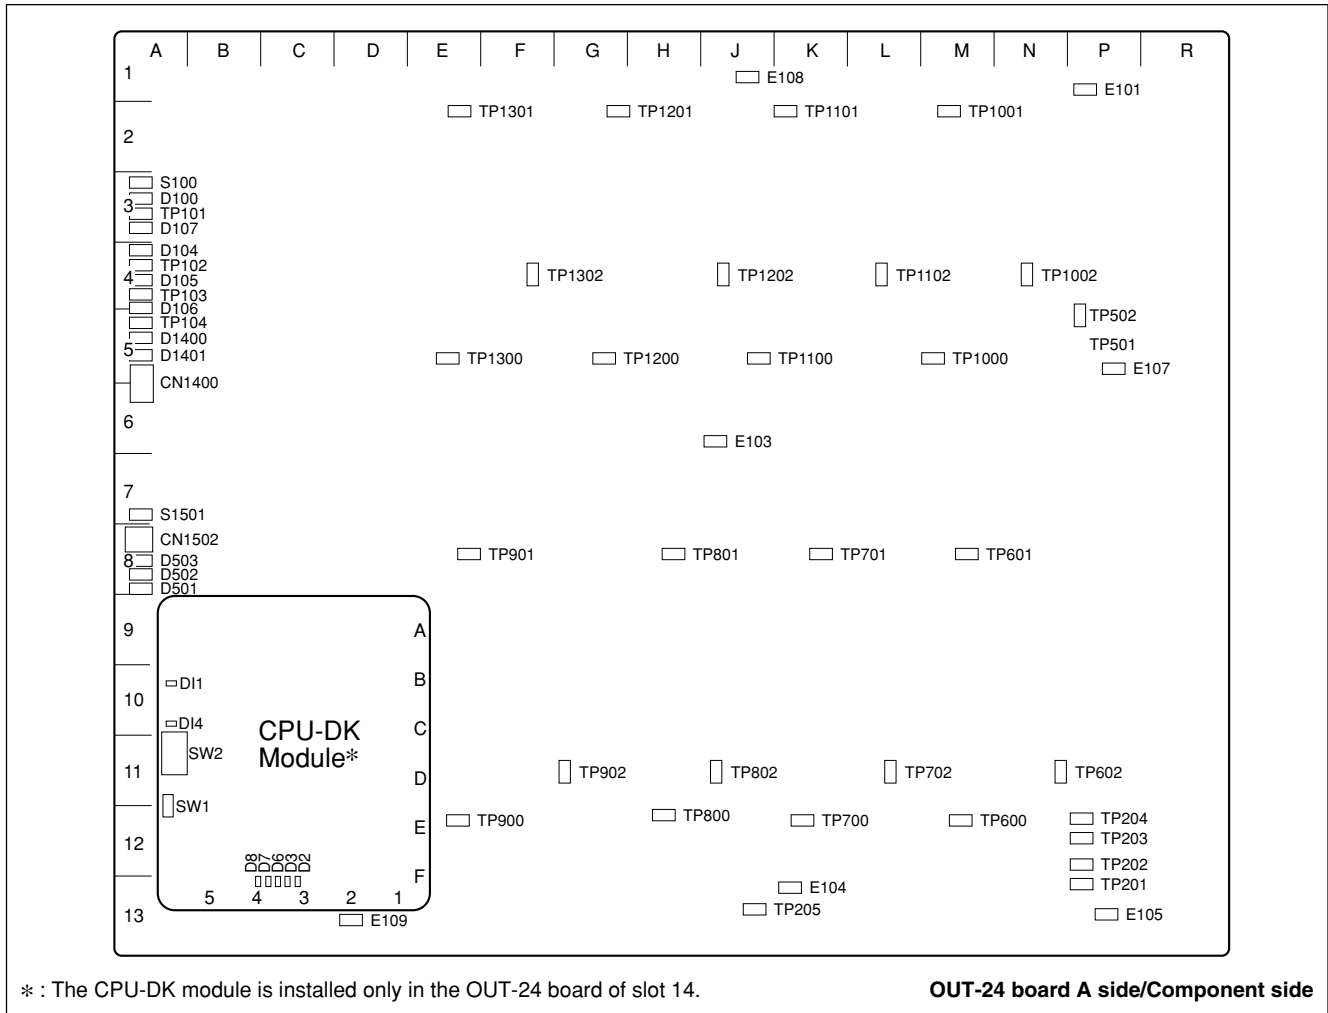 A B C D E F G H J K L M N P R
1
E108
E101
TP1301 TP1201 TP1101 TP1001
2
S100
D100
3
TP101
D107
D104
TP102
4
D105
TP103
D106
TP104
D1400
5
D1401
CN1400
TP1302 TP1202 TP1102 TP1002
TP502
TP501
TP1300 TP1200 TP1100 TP1000
E107
6
E103
7
S1501
CN1502
8
D503
D502
D501
TP901 TP801 TP701 TP601
9
A
B
10
DI1
DI4
C
CPU-DK
Module*
SW2
11
D
SW1
TP902 TP802 TP702 TP602
TP900 TP800 TP700 TP600
TP204
TP203
TP202
TP201
12
E
D8 D7 D6 D3 D2
F
5 4 3 2 1
13
E109
E104
TP205
E105
* : The CPU-DK module is installed only in the OUT-24 board of slot 14.
OUT-24 board A side/Component side